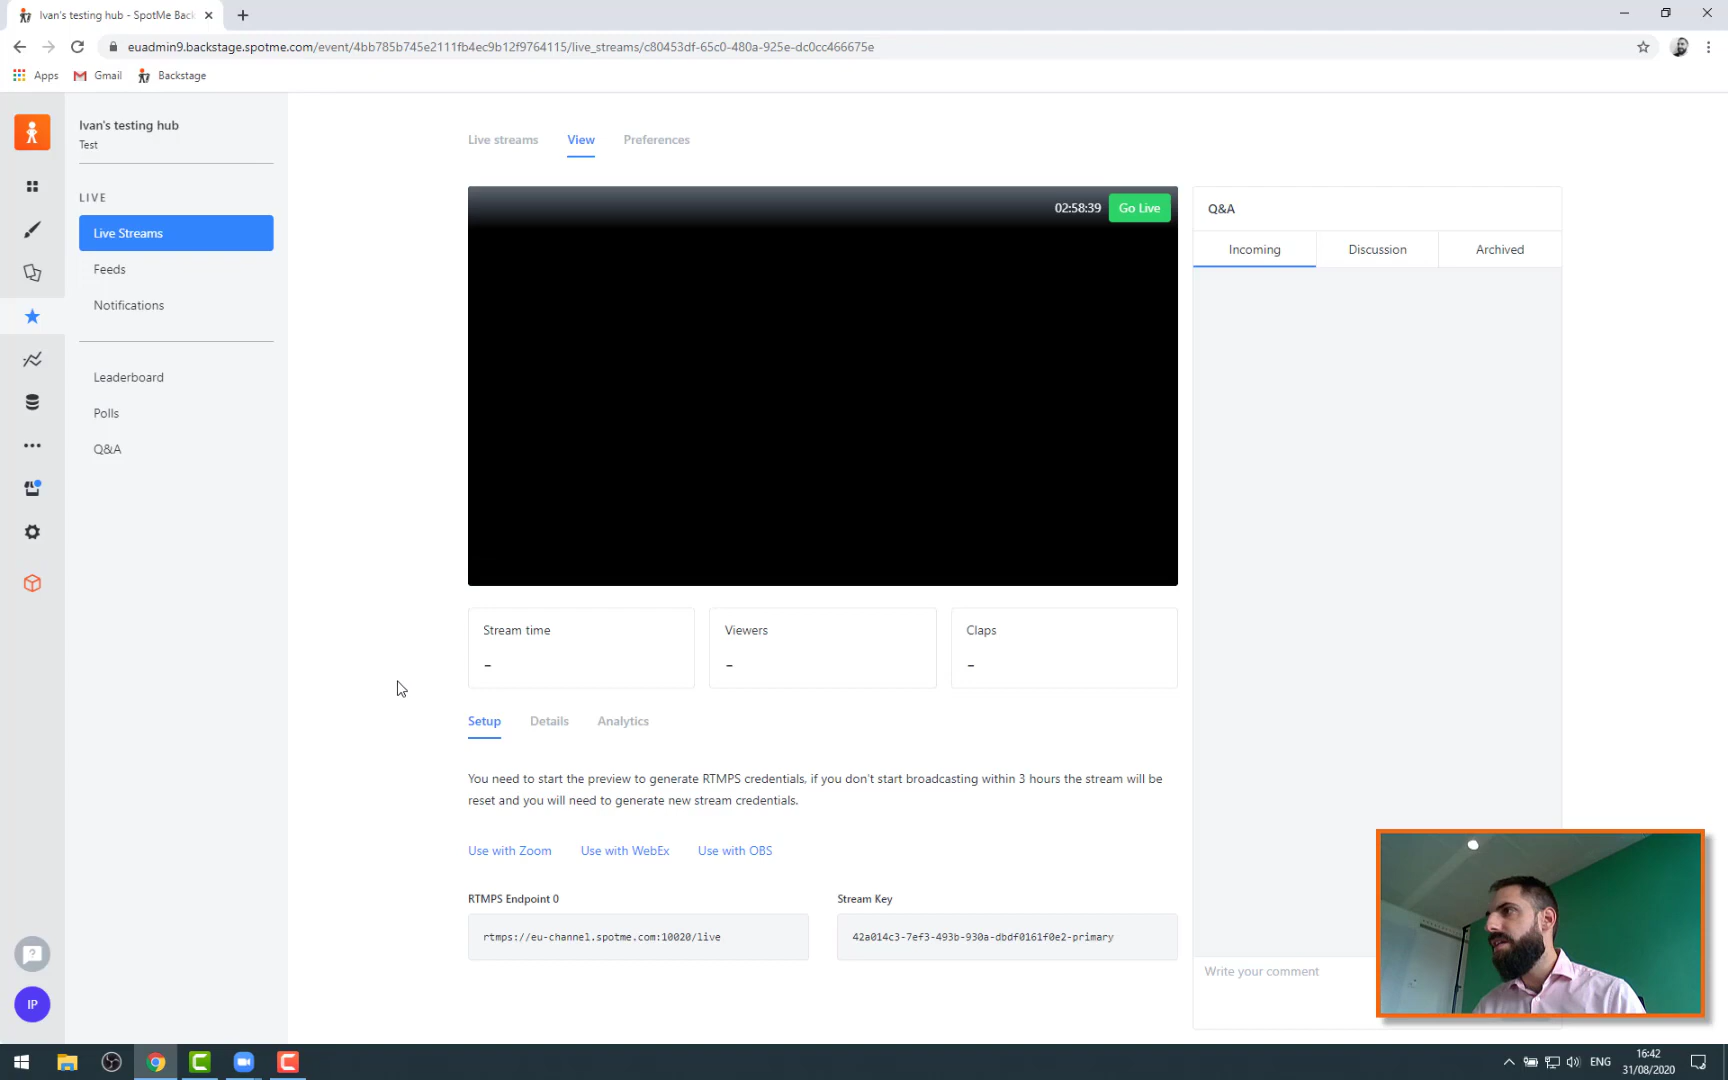 Ivan's testing hub - SpotMe Back
euadmin9.backstage.spotme.com/event/4bb785b745e2111fb4ec9b12f9764115/live_streams/c80453df-65c0-480a-925e-dc0cc466675e
Apps
Gmail
Backstage
Ivan's testing hub
Test
LIVE
Live Streams
Feeds
Notifications
Leaderboard
Polls
Q&A
IP
Live streams
View
Preferences
02:58:39
Go Live
Stream time
-
Viewers
-
Claps
-
Setup
Details
Analytics
You need to start the preview to generate RTMPS credentials, if you don't start broadcasting within 3 hours the stream will be
reset and you will need to generate new stream credentials.
Use with Zoom
Use with WebEx
Use with OBS
RTMPS Endpoint 0
rtmps://eu-channel.spotme.com:10020/live
Stream Key
42a014c3-7ef3-493b-930a-dbdf0161f0e2-primary
Q&A
Incoming
Discussion
Archived
Write your comment
ENG
16:42
31/08/2020